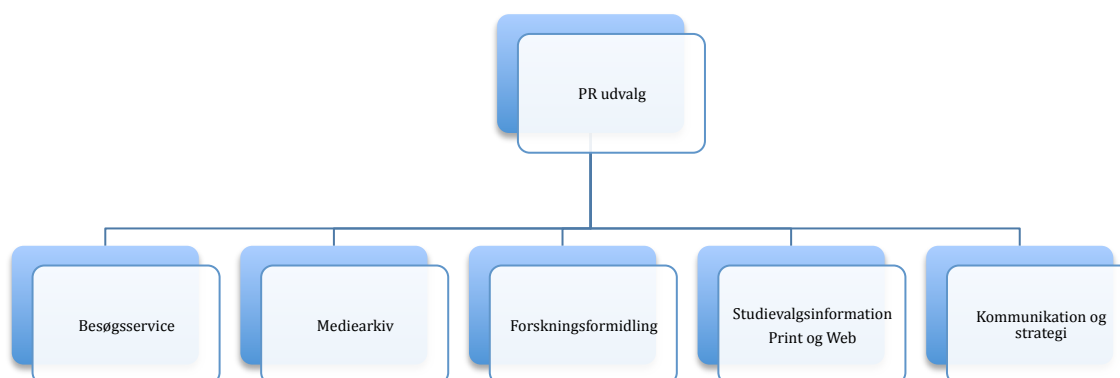 PR udvalg
Besøgsservice
Mediearkiv
Forskningsformidling
Studievalgsinformation
Print og Web
Kommunikation og
strategi